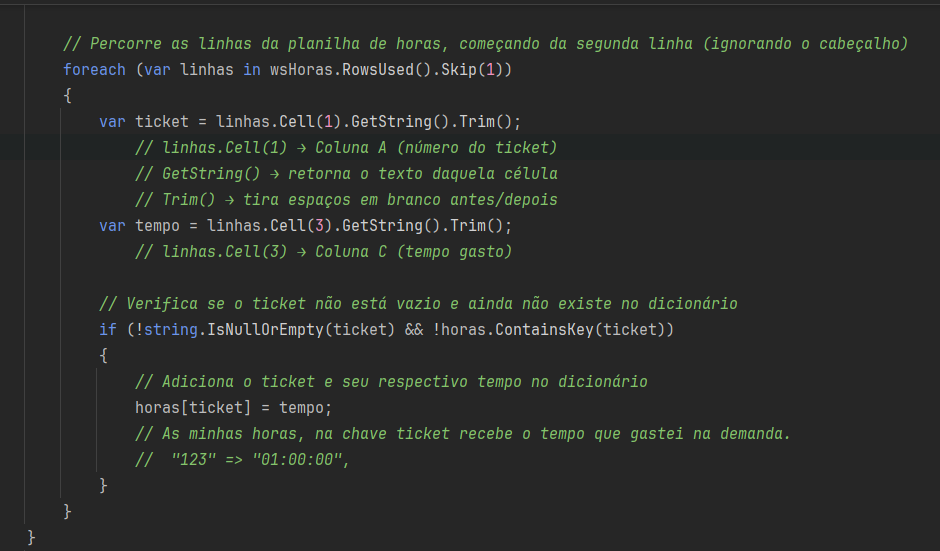 // Percorre as linhas da planilha de horas, começando da segunda linha (ignorando o cabeçalho)
foreach (var linhas in wsHoras.RowsUsed().Skip(1))
{
var ticket = linhas.Cell(1).GetString().Trim();
// linhas.Cell(1) → Coluna A (número do ticket)
// GetString() → retorna o texto daquela célula
// Trim() → tira espaços em branco antes/depois
var tempo = linhas.Cell(3).GetString().Trim();
// linhas.Cell(3) → Coluna C (tempo gasto)
// Verifica se o ticket não está vazio e ainda não existe no dicionário
if (!string.IsNullOrEmpty(ticket) && !horas.ContainsKey(ticket))
{
// Adiciona o ticket e seu respectivo tempo no dicionário
horas[ticket] = tempo;
// As minhas horas, na chave ticket recebe o tempo que gastei na demanda.
//  "123" => "01:00:00",
}
}
}